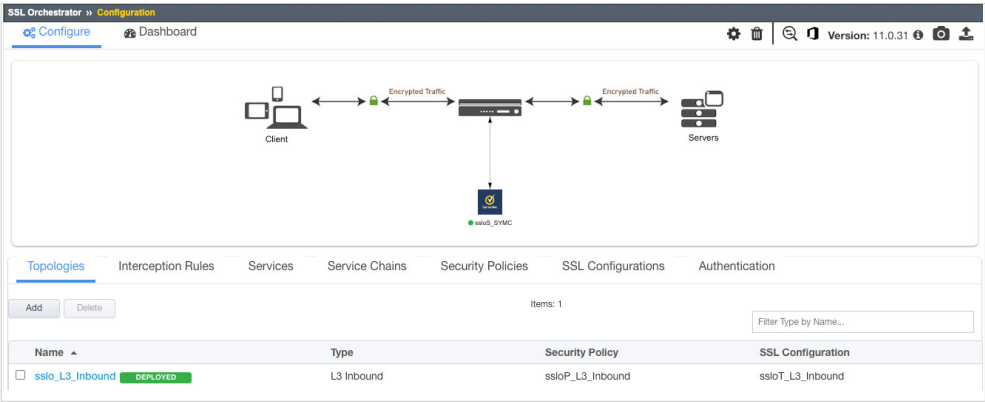 SSL Orchestrator » Configuration
Configure Dashboard
Version: 11.0.31
Encrypted Traffic Encrypted Traffic
Client Servers
ssloS_SYMC
Topologies Interception Rules Services Service Chains Security Policies SSL Configurations Authentication
Add Delete Items: 1
Filter Type by Name...
Name Type Security Policy SSL Configuration
sslo_L3_Inbound DEPLOYED L3 Inbound ssloP_L3_Inbound ssloT_L3_Inbound